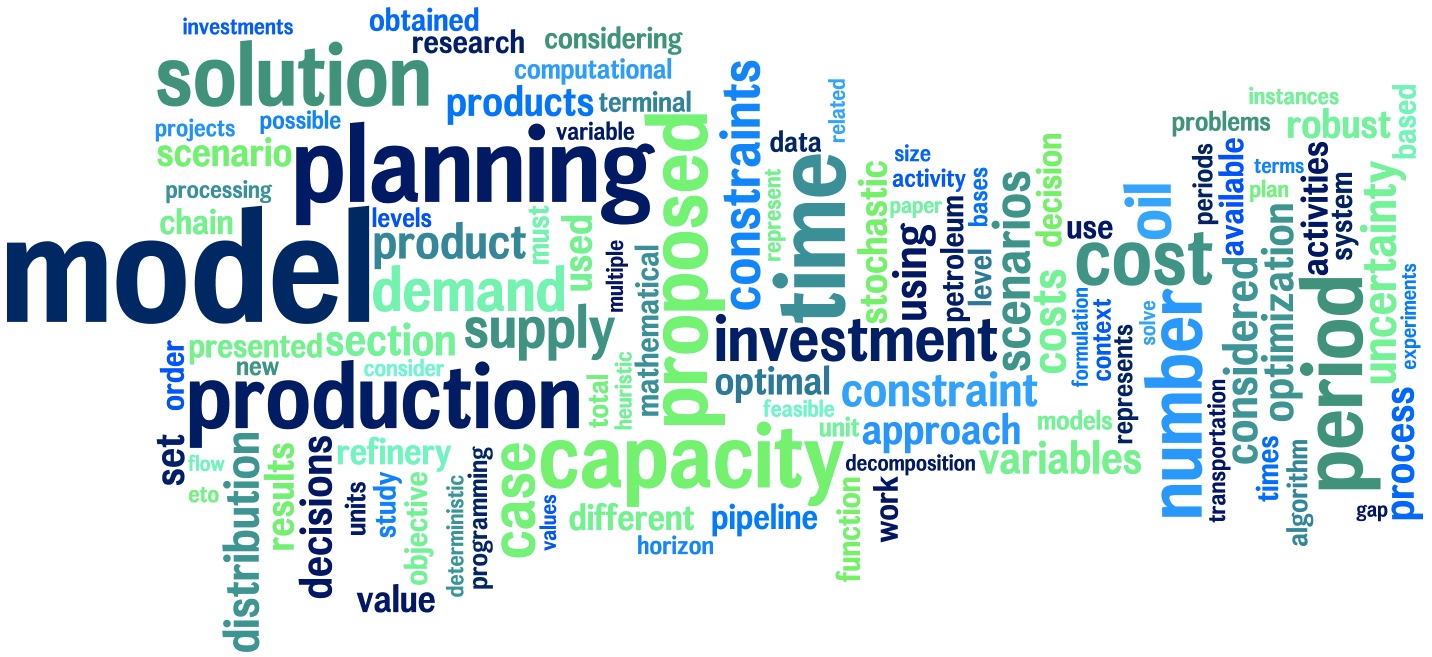 investments
obtained
research
considering
solution
computational
products
terminal
projects
possible
variable
scenario
planning
processing
chain
levels
model
product
must
used
demand
multiple
mathematical
supply
proposed
constraints
related
data
represent
time
size
activity
paper
stochastic
using
petroleum
bases
level
scenarios
decision
costs
use
oil
cost
instances
problems
robust
based
periods
available
terms
plan
activities
system
uncertainty
optimization
considered
number
period
experiments
investment
formulation
context
solve
represents
order
presented
section
new
consider
production
total
heuristic
optimal
constraint
feasible
unit
approach
models
set
flow
eto
distribution
results
decisions
refinery
units
study
objective
deterministic
programming
case
capacity
values
different
pipeline
horizon
decomposition
variables
function
work
transportation
times
algorithm
gap
process
value